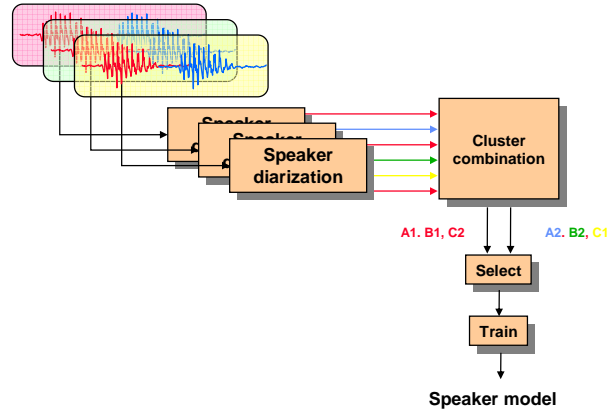 Speaker
Speaker
Speaker
diarization
Cluster
combination
A1. B1, C2
A2. B2, C1
Select
Train
Speaker model